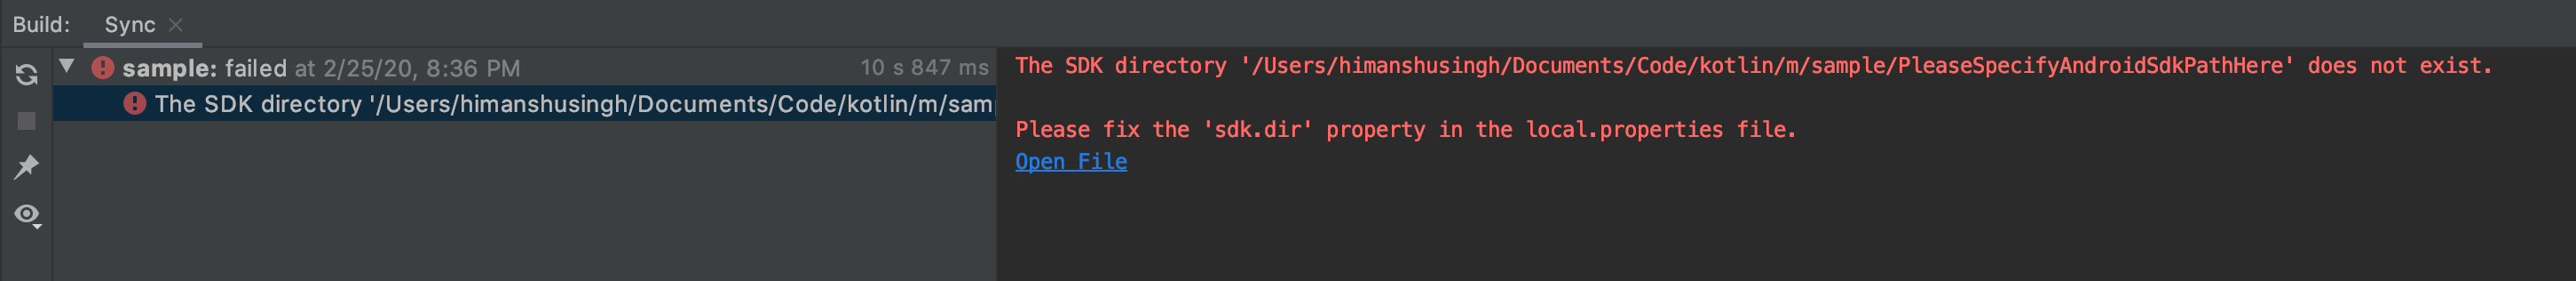 Build: Sync
sample: failed at 2/25/20, 8:36 PM 10 s 847 ms
The SDK directory '/Users/himanshusingh/Documents/Code/kotlin/m/sam
The SDK directory '/Users/himanshusingh/Documents/Code/kotlin/m/sample/PleaseSpecifyAndroidSdkPathHere' does not exist.
Please fix the 'sdk.dir' property in the local.properties file.
Open File